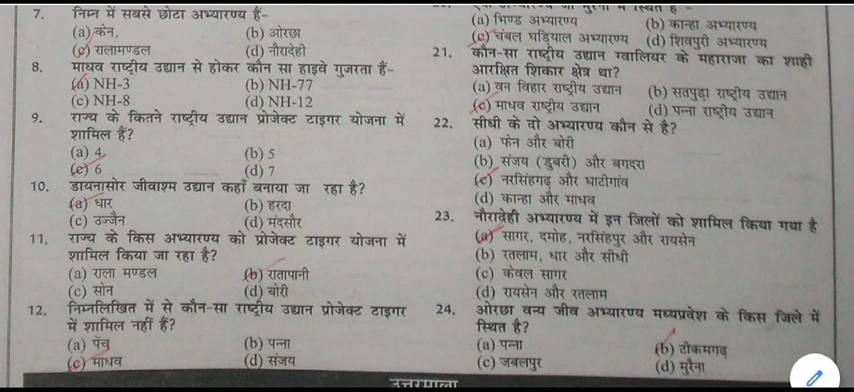 7. निम्न में सबसे छोटा अभ्यारण्य हैं-
(a) केन, (b) ओरछा
(c) रालामण्डल (d) नौरादेही
8. माधव राष्ट्रीय उद्यान से होकर कौन सा हाइवे गुजरता हैं-
(a) NH-3 (b) NH-77
(c) NH-8 (d) NH-12
9. राज्य के कितने राष्ट्रीय उद्यान प्रोजेक्ट टाइगर योजना में
शामिल हैं?
(a) 4 (b) 5
(c) 6 (d) 7
10. डायनासोर जीवाश्म उद्यान कहाँ बनाया जा रहा है?
(a) धार (b) हरदा
(c) उज्जैन (d) मंदसौर
11. राज्य के किस अभ्यारण्य को प्रोजेक्ट टाइगर योजना में
शामिल किया जा रहा है?
(a) राला मण्डल (b) रातापानी
(c) सोन (d) बोरी
12. निम्नलिखित में से कौन-सा राष्ट्रीय उद्यान प्रोजेक्ट टाइगर
में शामिल नहीं हैं?
(a) पेंच (b) पन्ना
(c) माधव (d) संजय
(a) भिण्ड अभ्यारण्य (b) कान्हा अभ्यारण्य
(c) चंबल घड़ियाल अभ्यारण्य (d) शिवपुरी अभ्यारण्य
21. कौन-सा राष्ट्रीय उद्यान ग्वालियर के महाराजा का शाही
आरक्षित शिकार क्षेत्र था?
(a) वन विहार राष्ट्रीय उद्यान (b) सतपुड़ा राष्ट्रीय उद्यान
(c) माधव राष्ट्रीय उद्यान (d) पन्ना राष्ट्रीय उद्यान
22. सीधी के दो अभ्यारण्य कौन से है?
(a) फेन और बोरी
(b) संजय (डुबरी) और बगदरा
(c) नरसिंहगढ़ और घाटीगांव
(d) कान्हा और माधव
23. नौरावेही अभ्यारण्य में इन जिलों को शामिल किया गया है
(a) सागर, दमोह, नरसिंहपुर और रायसेन
(b) रतलाम, धार और सीधी
(c) केवल सागर
(d) रायसेन और रतलाम
24. ओरछा वन्य जीव अभ्यारण्य मध्यप्रदेश के किस जिले में
स्थित है?
(a) पन्ना (b) टीकमगढ़
(c) जबलपुर (d) मुरैना
उत्तरमाला